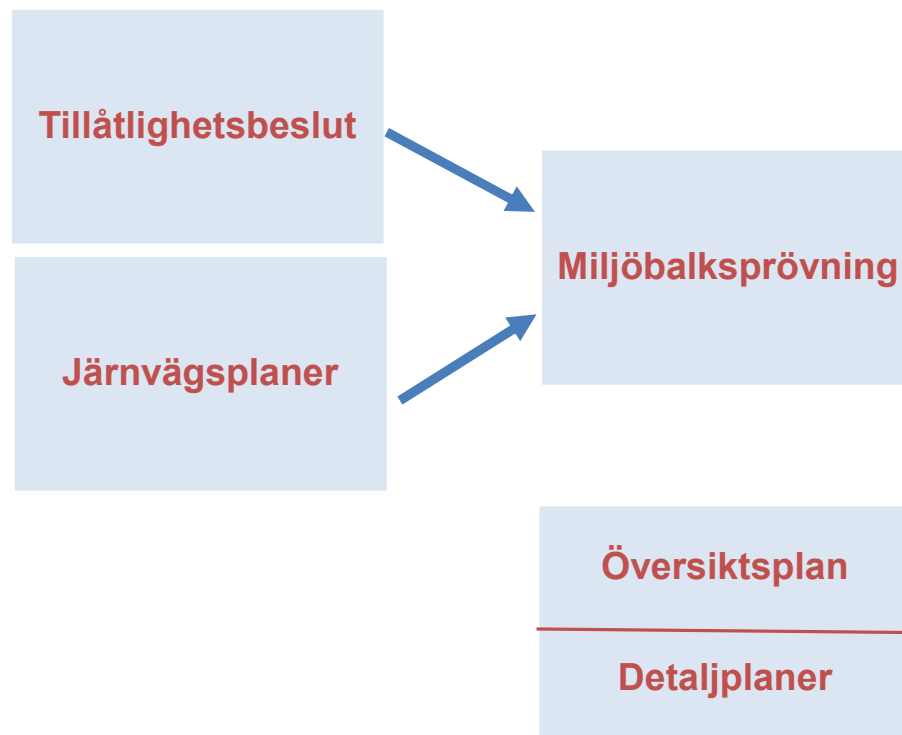 Tillåtlighetsbeslut
Miljöbalksprövning
Järnvägsplaner
Översiktsplan
Detaljplaner